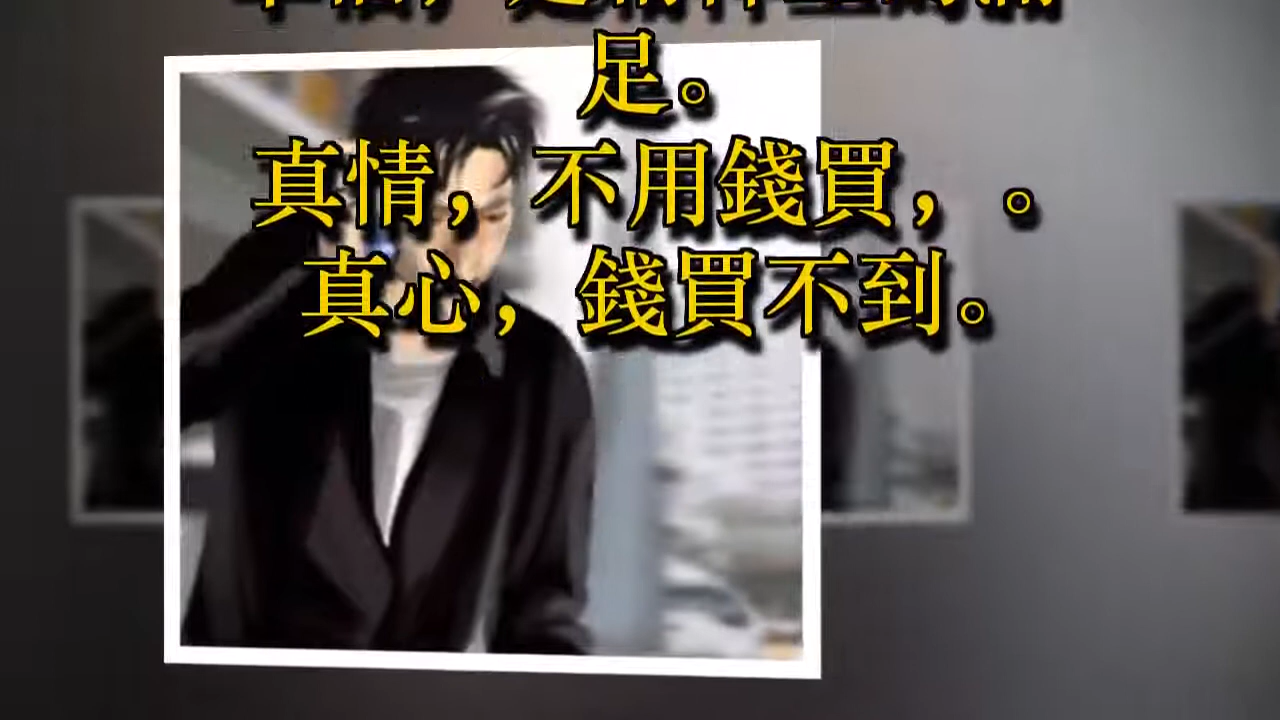 足。
真情，不用錢買，。
真心，錢買不到。